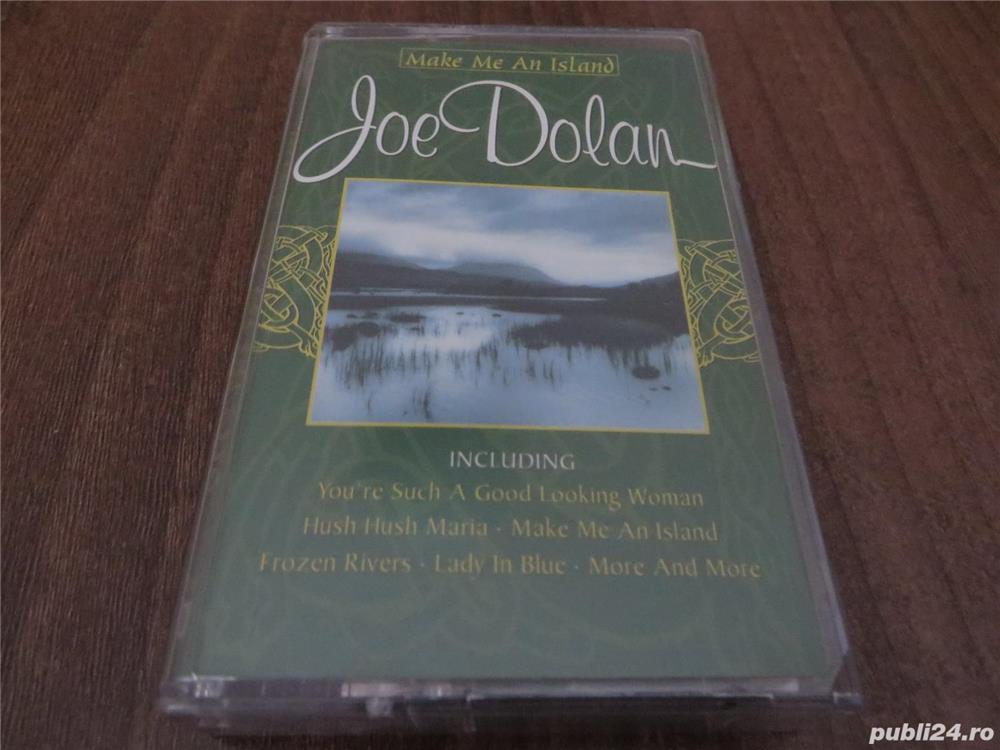 Make Me An Island
Joe Dolan
INCLUDING
You're Such A Good Looking Woman
Hush Hush Maria · Make Me An Island
Frozen Rivers · Lady In Blue · More And More
publi24.ro